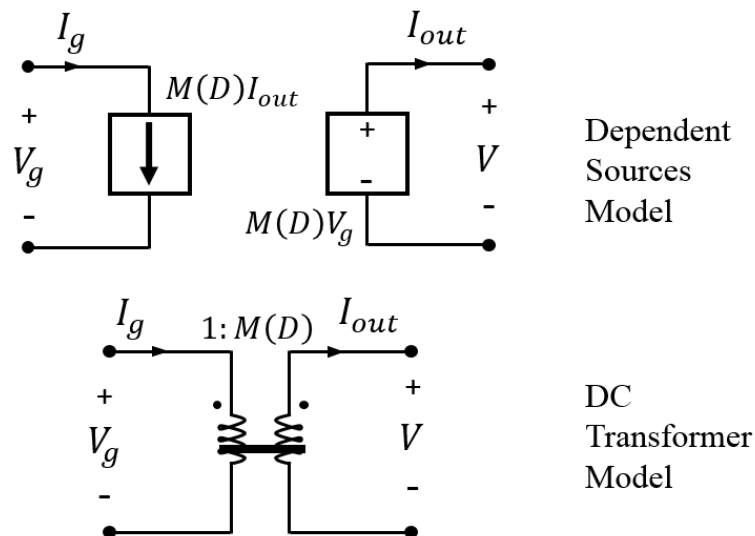 I_g
M(D)I_out
+
V_g
-
+
-
M(D)V_g
I_out
+
V
-
Dependent
Sources
Model
I_g
1: M(D)
I_out
+
V_g
-
+
V
-
DC
Transformer
Model